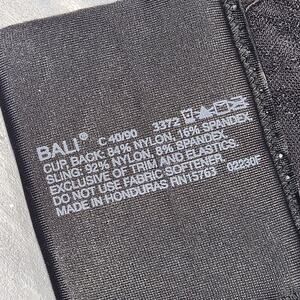 BALI® C 40/90 3372
CUP, BACK: 84% NYLON, 16% SPANDEX.
SLING: 92% NYLON, 8% SPANDEX.
EXCLUSIVE OF TRIM AND ELASTICS.
DO NOT USE FABRIC SOFTENER.
MADE IN HONDURAS RN15763 02230F